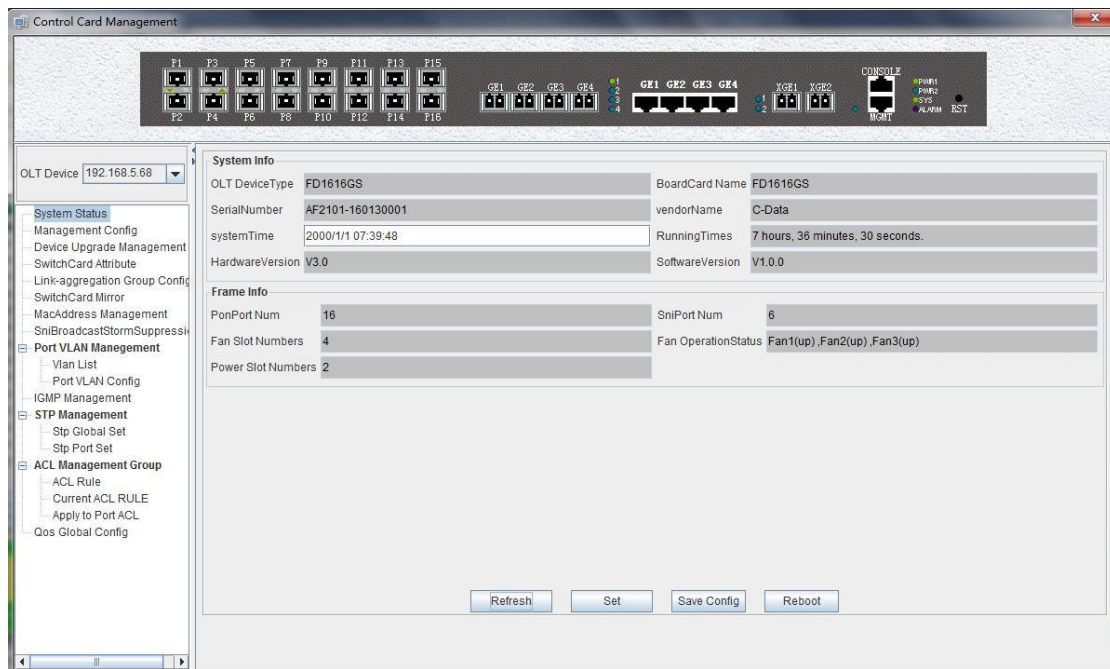 Control Card Management
P1 P3 P5 P7 P9 P11 P13 P15
P2 P4 P6 P8 P10 P12 P14 P16
GE1 GE2 GE3 GE4
1
2
3
4
GE1 GE2 GE3 GE4
1
2
XGE1 XGE2
CONSOLE
MGMT
PWR1
PWR2
SYS
ALARM
RST
OLT Device 192.168.5.68
System Status
Management Config
Device Upgrade Management
SwitchCard Attribute
Link-aggregation Group Config
SwitchCard Mirror
MacAddress Management
SniBroadcastStormSuppressi
Port VLAN Manegement
Vlan List
Port VLAN Config
IGMP Management
STP Management
Stp Global Set
Stp Port Set
ACL Management Group
ACL Rule
Current ACL RULE
Apply to Port ACL
Qos Global Config
System Info
OLT DeviceType FD1616GS BoardCard Name FD1616GS
SerialNumber AF2101-160130001 vendorName C-Data
systemTime 2000/1/1 07:39:48 RunningTimes 7 hours, 36 minutes, 30 seconds.
HardwareVersion V3.0 SoftwareVersion V1.0.0
Frame Info
PonPort Num 16 SniPort Num 6
Fan Slot Numbers 4 Fan OperationStatus Fan1(up) ,Fan2(up) ,Fan3(up)
Power Slot Numbers 2
Refresh Set Save Config Reboot